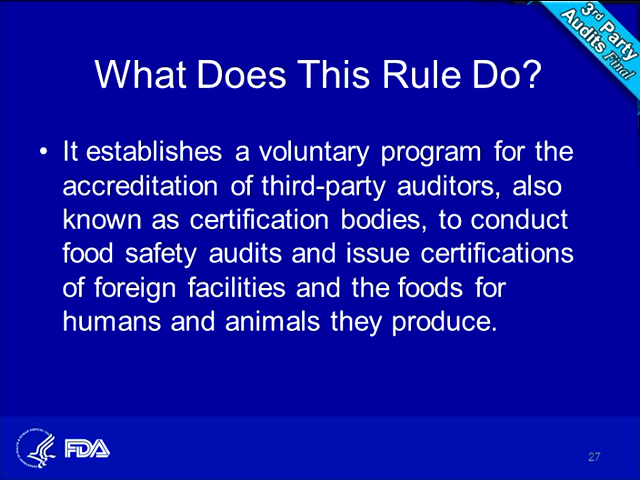 3rd Party
Audits Final
What Does This Rule Do?
• It establishes a voluntary program for the
accreditation of third-party auditors, also
known as certification bodies, to conduct
food safety audits and issue certifications
of foreign facilities and the foods for
humans and animals they produce.
FDA
27